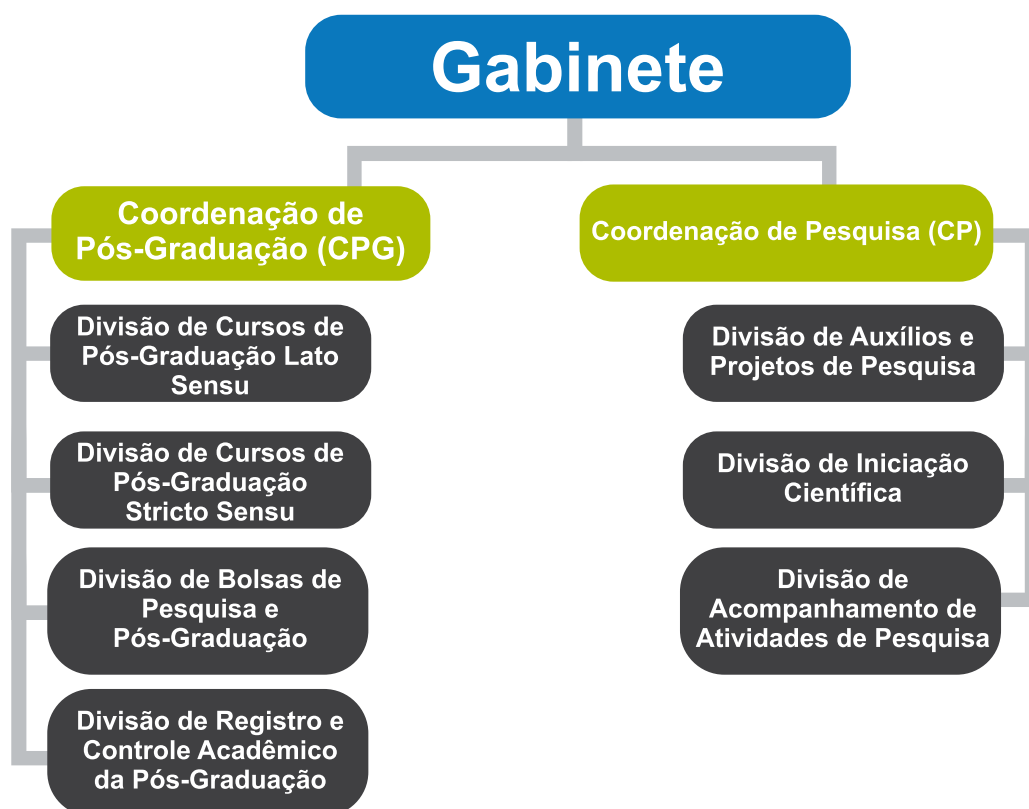 Gabinete
Coordenação de
Pós-Graduação (CPG)
Divisão de Cursos de
Pós-Graduação Lato
Sensu
Divisão de Cursos de
Pós-Graduação
Stricto Sensu
Divisão de Bolsas de
Pesquisa e
Pós-Graduação
Divisão de Registro e
Controle Acadêmico
da Pós-Graduação
Coordenação de Pesquisa (CP)
Divisão de Auxílios e
Projetos de Pesquisa
Divisão de Iniciação
Científica
Divisão de
Acompanhamento de
Atividades de Pesquisa